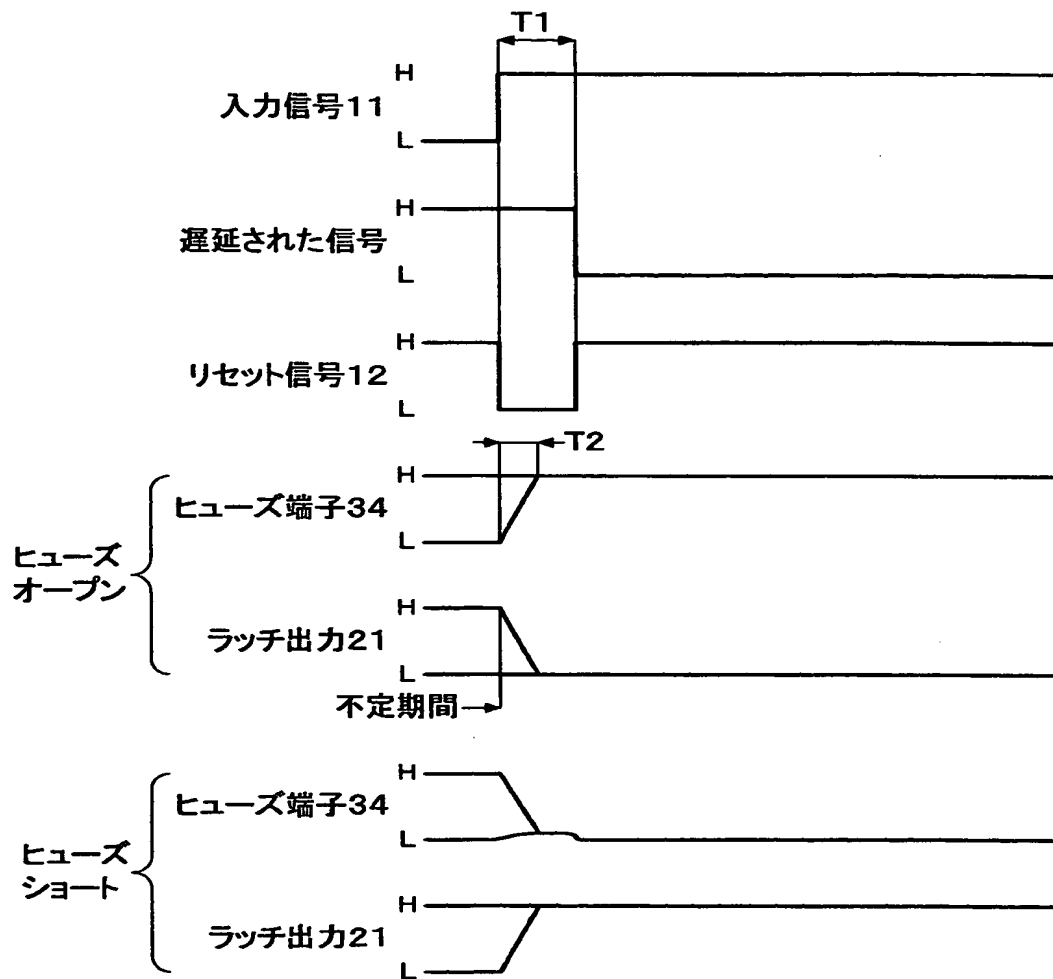 T1
H
入力信号11
L
H
遅延された信号
L
H
リセット信号12
L
T2
H
ヒューズ端子34
L
ヒューズ
オープン
H
ラッチ出力21
L
不定期間
H
ヒューズ端子34
L
ヒューズ
ショート
H
ラッチ出力21
L